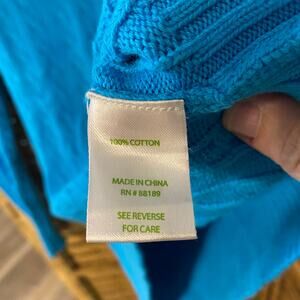 100% COTTON
MADE IN CHINA
RN # 88189
SEE REVERSE
FOR CARE